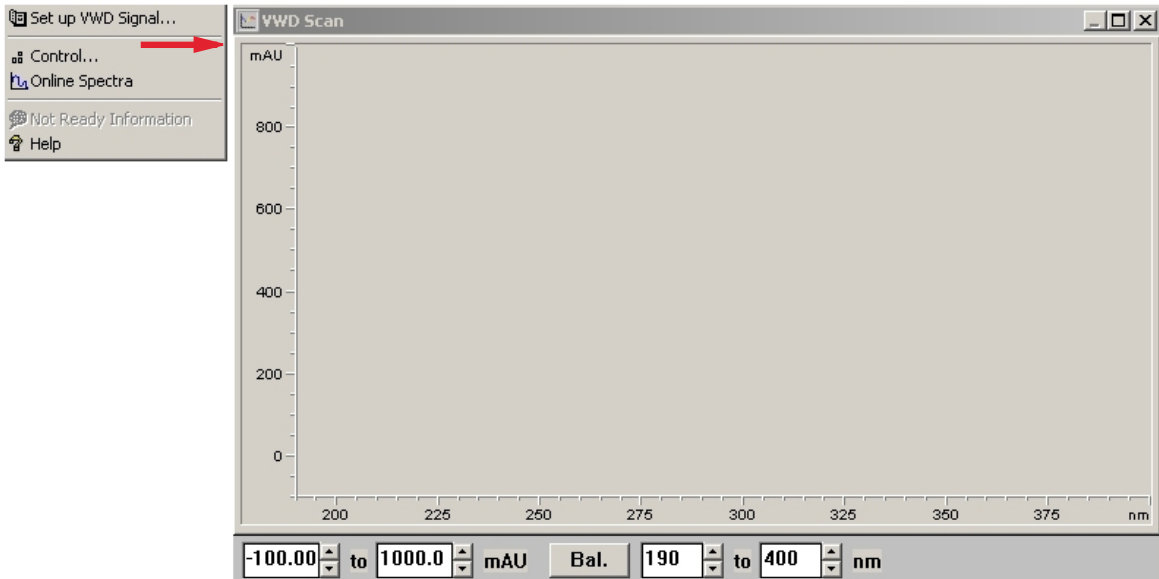 Set up VWD Signal...
Control...
Online Spectra
Not Ready Information
Help
VWD Scan
mAU
800
600
400
200
0
200 225 250 275 300 325 350 375 nm
-100.00 to 1000.0 mAU Bal. 190 to 400 nm